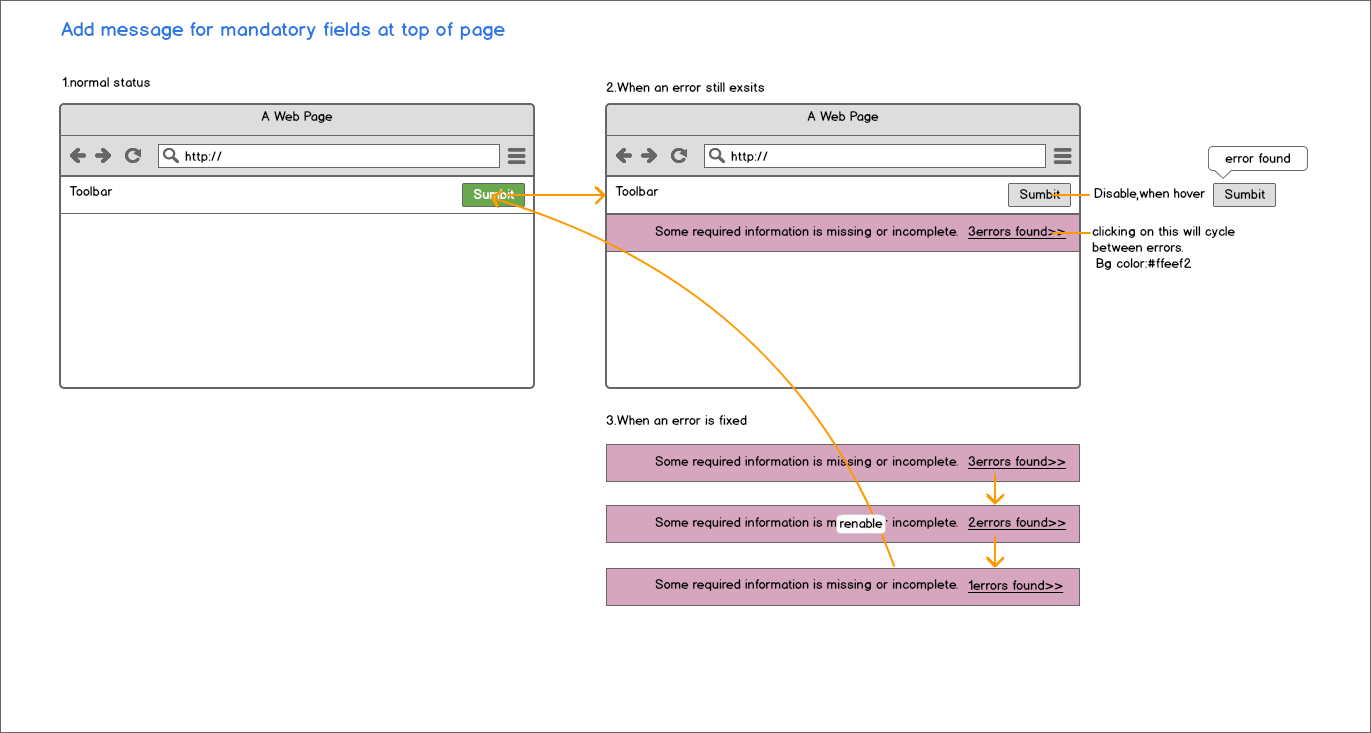 Add message for mandatory fields at top of page
1.normal status
A Web Page
http://
Toolbar
Sumbit
2.When an error still exsits
A Web Page
http://
Toolbar
Sumbit
Some required information is missing or incomplete. 3errors found>>
error found
Disable,when hover
Sumbit
clicking on this will cycle
between errors.
Bg color:#ffeef2
3.When an error is fixed
Some required information is missing or incomplete. 3errors found>>
Some required information is m
renable
incomplete. 2errors found>>
Some required information is missing or incomplete. 1errors found>>